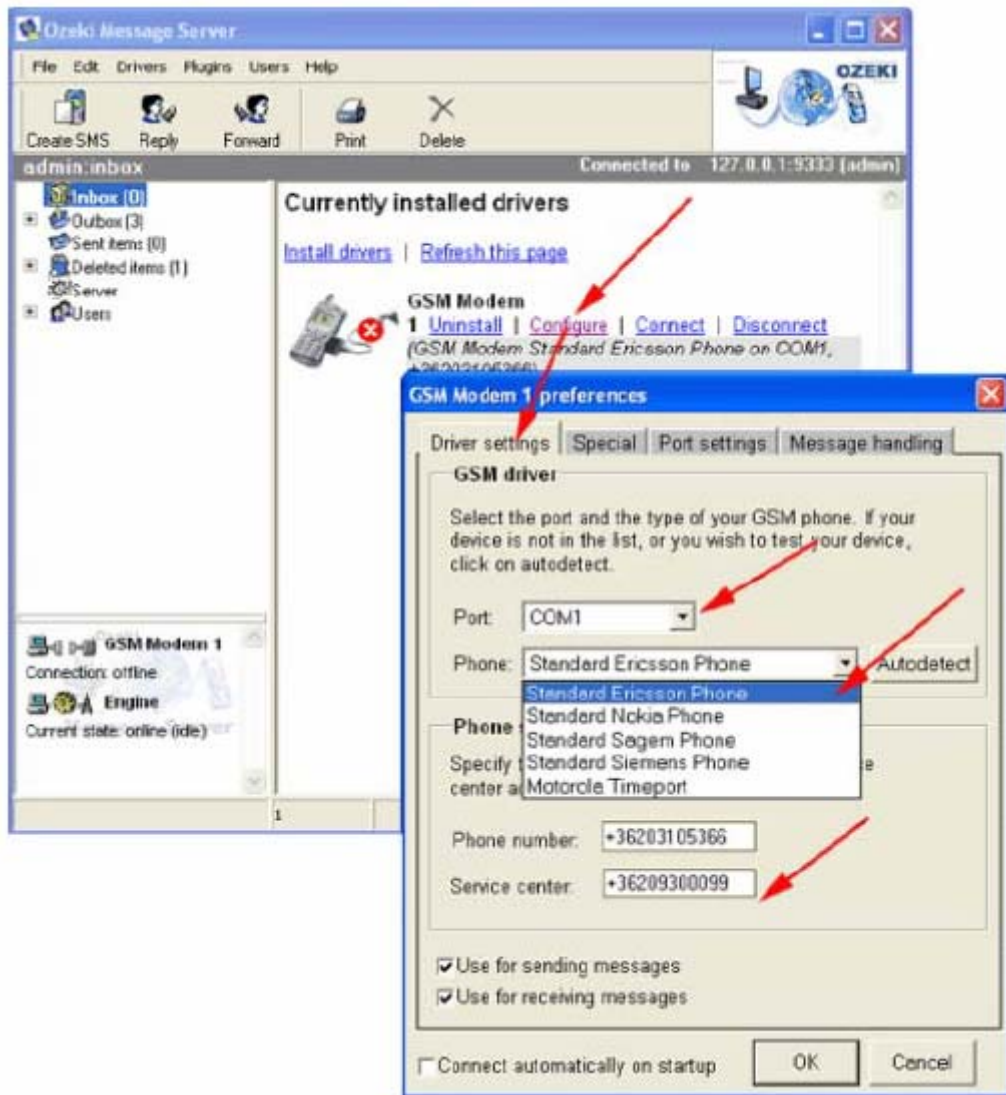 Ozeki Message Server
File Edit Drivers Plugins Users Help
OZEKI
Create SMS Reply Forward Print Delete
admin:inbox Connected to 127.0.0.1:9333 (admin)
Inbox (0)
Outbox (3)
Sent items (0)
Deleted items (1)
Server
Users
Currently installed drivers
Install drivers | Refresh this page
GSM Modem
1 Uninstall | Configure | Connect | Disconnect
(GSM Modem Standard Ericsson Phone on COM1,
+36203105366)
GSM Modem 1
Connection: offline
Engine
Current state: online (idle)
1
GSM Modem 1 preferences
Driver settings Special Port settings Message handling
GSM driver
Select the port and the type of your GSM phone. If your
device is not in the list, or you wish to test your device,
click on autodetect.
Port: COM1
Phone: Standard Ericsson Phone Autodetect
Standard Ericsson Phone
Standard Nokia Phone
Standard Sagem Phone
Standard Siemens Phone
Motorola Timeport
Phone
Specify
center
Phone number: +36203105366
Service center: +36209300099
Use for sending messages
Use for receiving messages
Connect automatically on startup OK Cancel